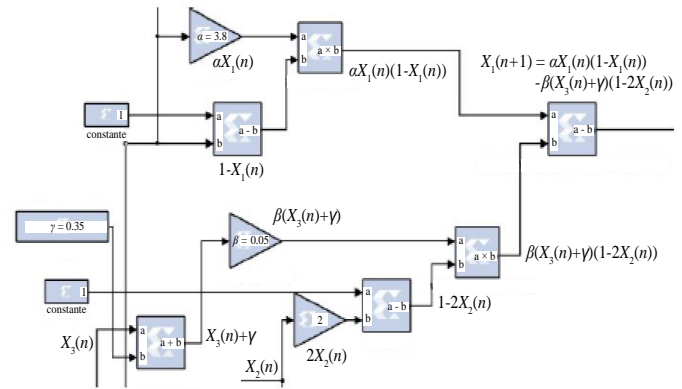 α = 3.8
a
b
a × b
αX₁(n)
αX₁(n)(1-X₁(n))
X₁(n+1) = αX₁(n)(1-X₁(n))
-β(X₃(n)+γ)(1-2X₂(n))
1
constante
a
b
a - b
1-X₁(n)
a
b
a - b
γ = 0.35
β(X₃(n)+γ)
β = 0.05
a
b
a × b
β(X₃(n)+γ)(1-2X₂(n))
1
constante
a
b
a - b
1-2X₂(n)
2
2X₂(n)
X₃(n)
a
b
a + b
X₃(n)+γ
X₂(n)